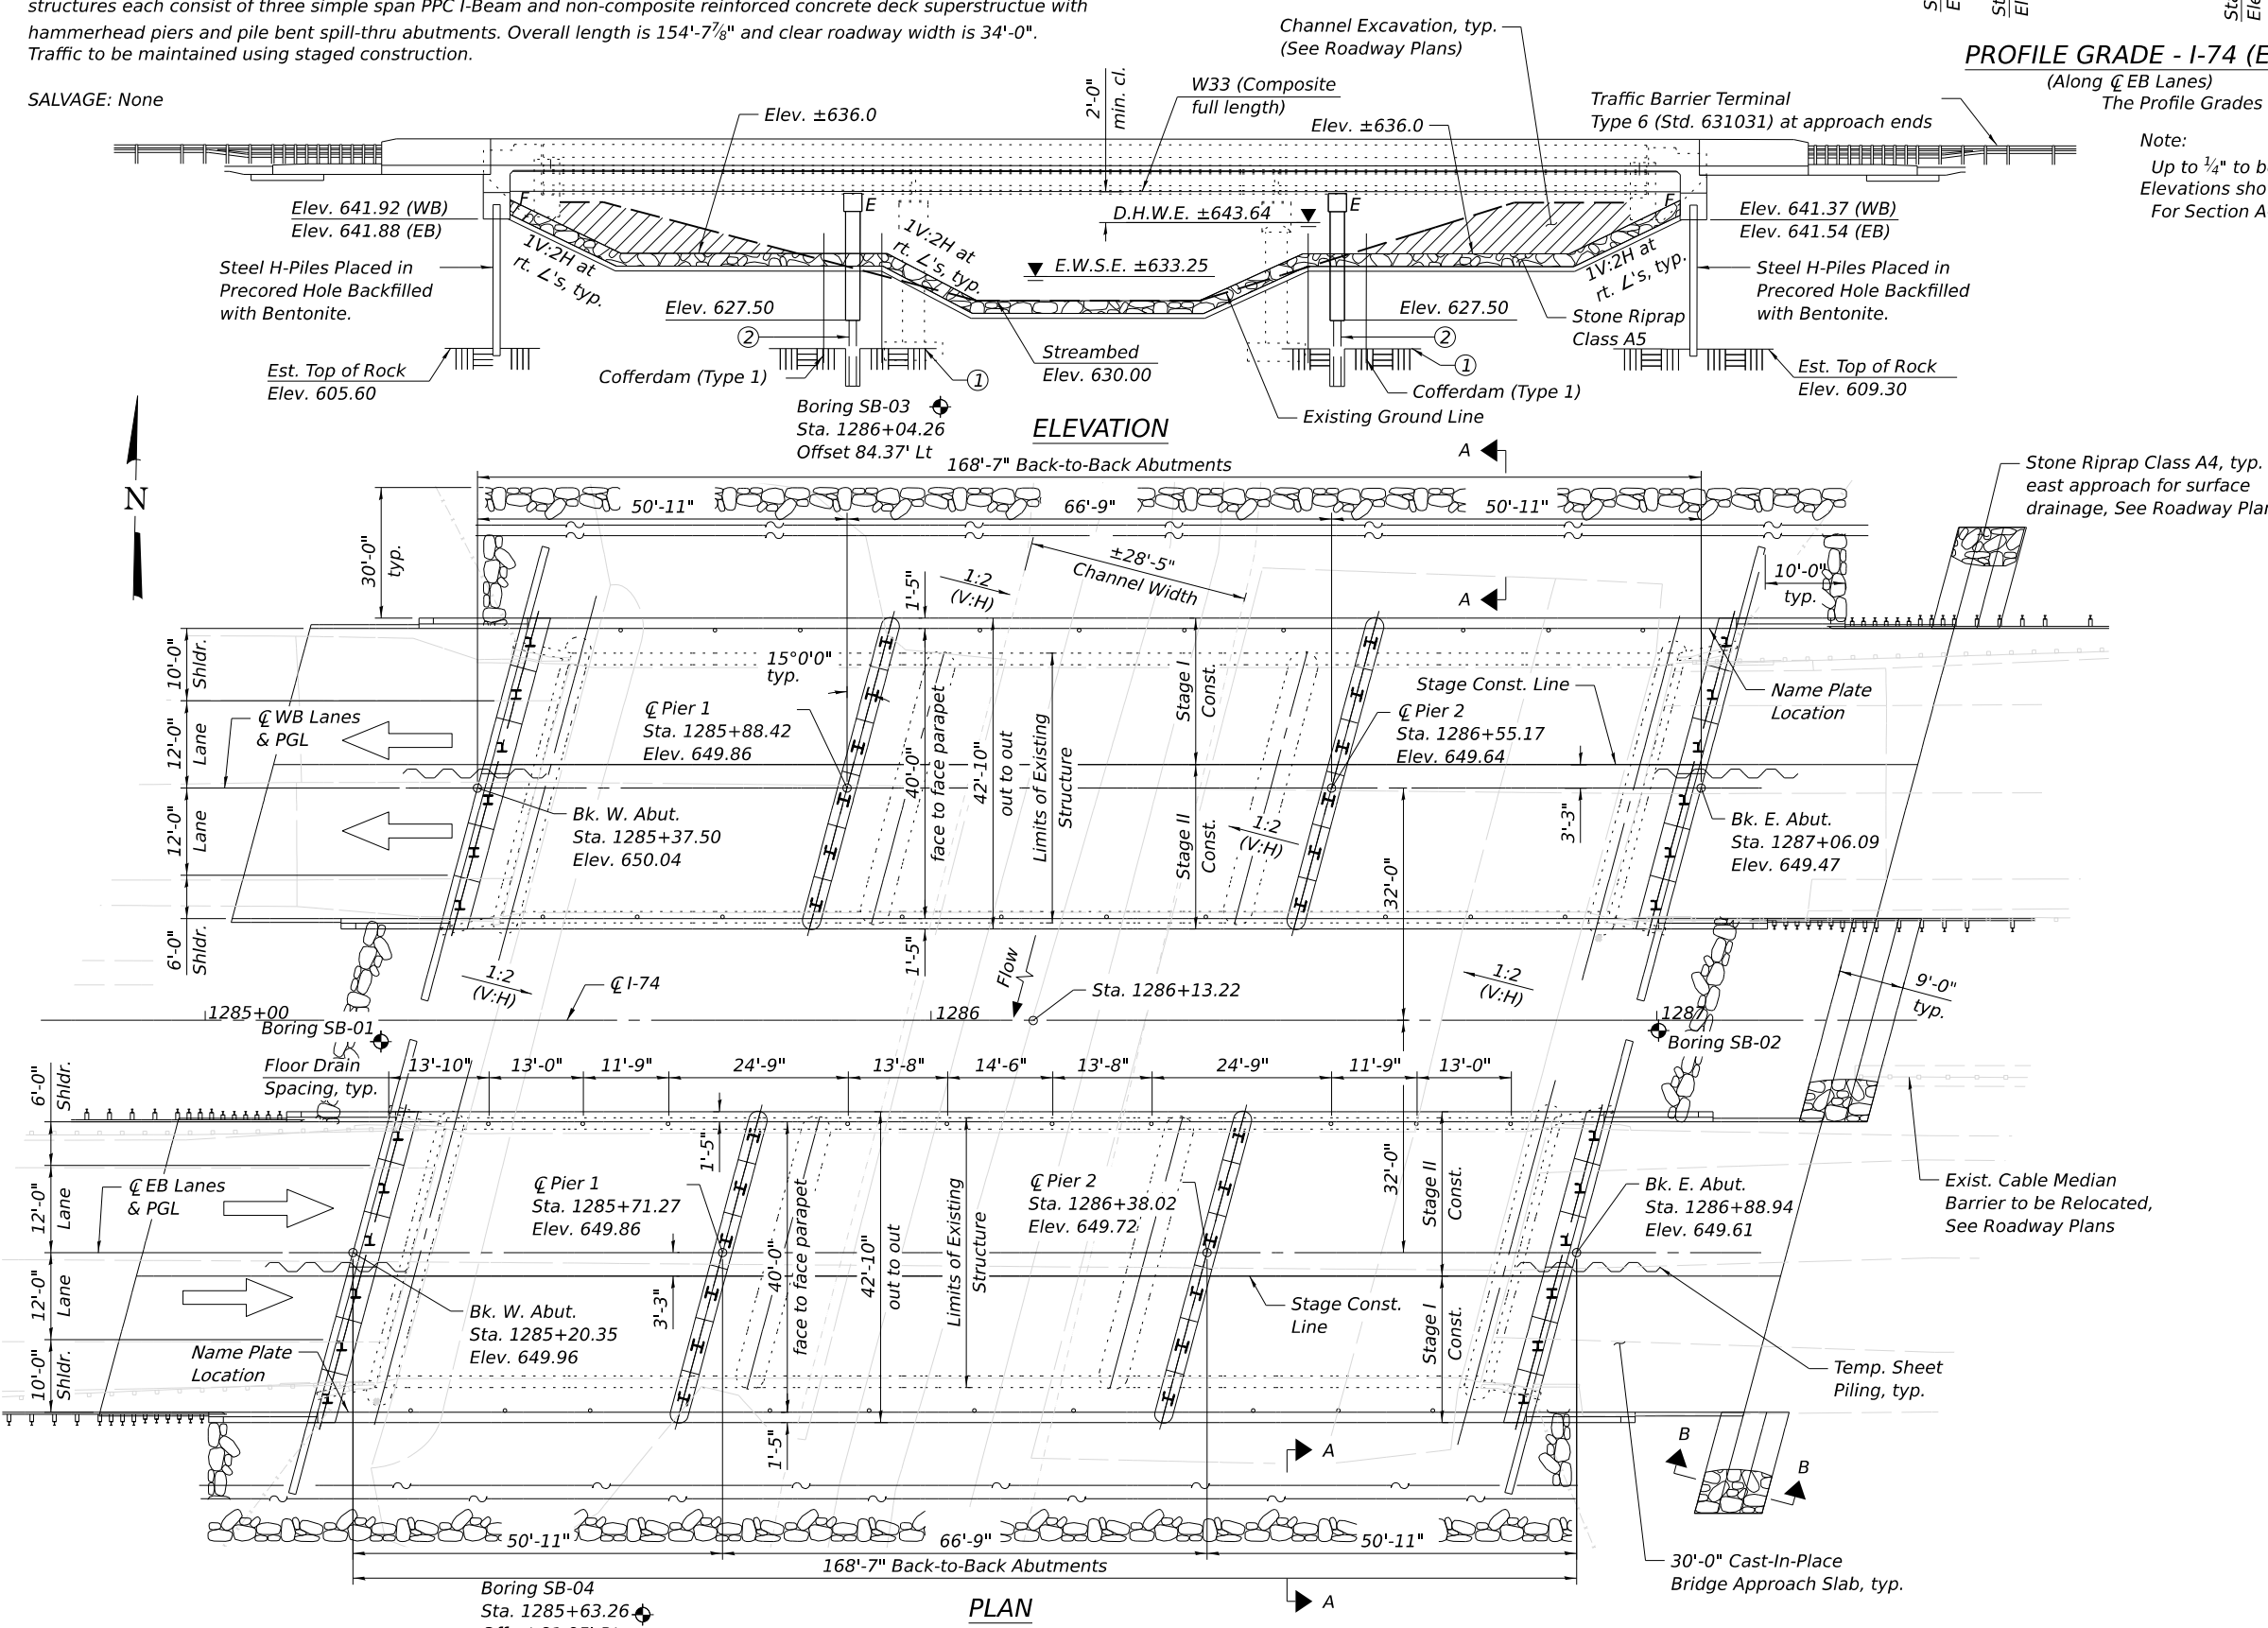 structures each consist of three simple span PPC I-Beam and non-composite reinforced concrete deck superstructue with
hammerhead piers and pile bent spill-thru abutments. Overall length is 154'-7⅞" and clear roadway width is 34'-0".
Traffic to be maintained using staged construction.
SALVAGE: None
Channel Excavation, typ.
(See Roadway Plans)
PROFILE GRADE - I-74 (E
(Along ℄ EB Lanes)
The Profile Grades
Note:
Up to ¼" to b
Elevations sho
For Section A
2'-0"
min. cl.
W33 (Composite
full length)
Elev. ±636.0
Elev. ±636.0
Traffic Barrier Terminal
Type 6 (Std. 631031) at approach ends
Elev. 641.92 (WB)
Elev. 641.88 (EB)
F
E
D.H.W.E. ±643.64
E
F
Elev. 641.37 (WB)
Elev. 641.54 (EB)
1V:2H at
rt. ∠'s, typ.
1V:2H at
rt. ∠'s, typ.
1V:2H at
rt. ∠'s, typ.
E.W.S.E. ±633.25
Steel H-Piles Placed in
Precored Hole Backfilled
with Bentonite.
Steel H-Piles Placed in
Precored Hole Backfilled
with Bentonite.
Elev. 627.50
Elev. 627.50
2
2
Stone Riprap
Class A5
Streambed
Elev. 630.00
Est. Top of Rock
Elev. 605.60
Cofferdam (Type 1)
1
1
Cofferdam (Type 1)
Est. Top of Rock
Elev. 609.30
Existing Ground Line
Boring SB-03
Sta. 1286+04.26
Offset 84.37' Lt
ELEVATION
N
168'-7" Back-to-Back Abutments
A
Stone Riprap Class A4, typ.
east approach for surface
drainage, See Roadway Plan
50'-11"
66'-9"
50'-11"
30'-0"
typ.
1:2
(V:H)
1'-5"
±28'-5"
Channel Width
A
10'-0"
typ.
10'-0"
Shldr.
12'-0"
Lane
12'-0"
Lane
6'-0"
Shldr.
15°0'0"
typ.
℄ WB Lanes
& PGL
℄ Pier 1
Sta. 1285+88.42
Elev. 649.86
40'-0"
face to face parapet
42'-10"
out to out
Limits of Existing
Structure
Stage I
Const.
Stage II
Const.
Stage Const. Line
℄ Pier 2
Sta. 1286+55.17
Elev. 649.64
Name Plate
Location
Bk. W. Abut.
Sta. 1285+37.50
Elev. 650.04
1:2
(V:H)
3'-3"
Bk. E. Abut.
Sta. 1287+06.09
Elev. 649.47
32'-0"
1'-5"
1:2
(V:H)
℄ I-74
Flow
Sta. 1286+13.22
1:2
(V:H)
9'-0"
typ.
1285+00
1286
1287
Boring SB-01
Boring SB-02
Floor Drain
Spacing, typ.
13'-10"
13'-0"
11'-9"
24'-9"
13'-8"
14'-6"
13'-8"
24'-9"
11'-9"
13'-0"
6'-0"
Shldr.
12'-0"
Lane
12'-0"
Lane
10'-0"
Shldr.
1'-5"
℄ EB Lanes
& PGL
℄ Pier 1
Sta. 1285+71.27
Elev. 649.86
40'-0"
face to face parapet
42'-10"
out to out
Limits of Existing
Structure
℄ Pier 2
Sta. 1286+38.02
Elev. 649.72
32'-0"
Stage II
Const.
Stage I
Const.
Bk. E. Abut.
Sta. 1286+88.94
Elev. 649.61
Exist. Cable Median
Barrier to be Relocated,
See Roadway Plans
Bk. W. Abut.
Sta. 1285+20.35
Elev. 649.96
3'-3"
Stage Const.
Line
Name Plate
Location
Temp. Sheet
Piling, typ.
1'-5"
A
B
B
50'-11"
66'-9"
50'-11"
168'-7" Back-to-Back Abutments
30'-0" Cast-In-Place
Bridge Approach Slab, typ.
Boring SB-04
Sta. 1285+63.26
PLAN
A